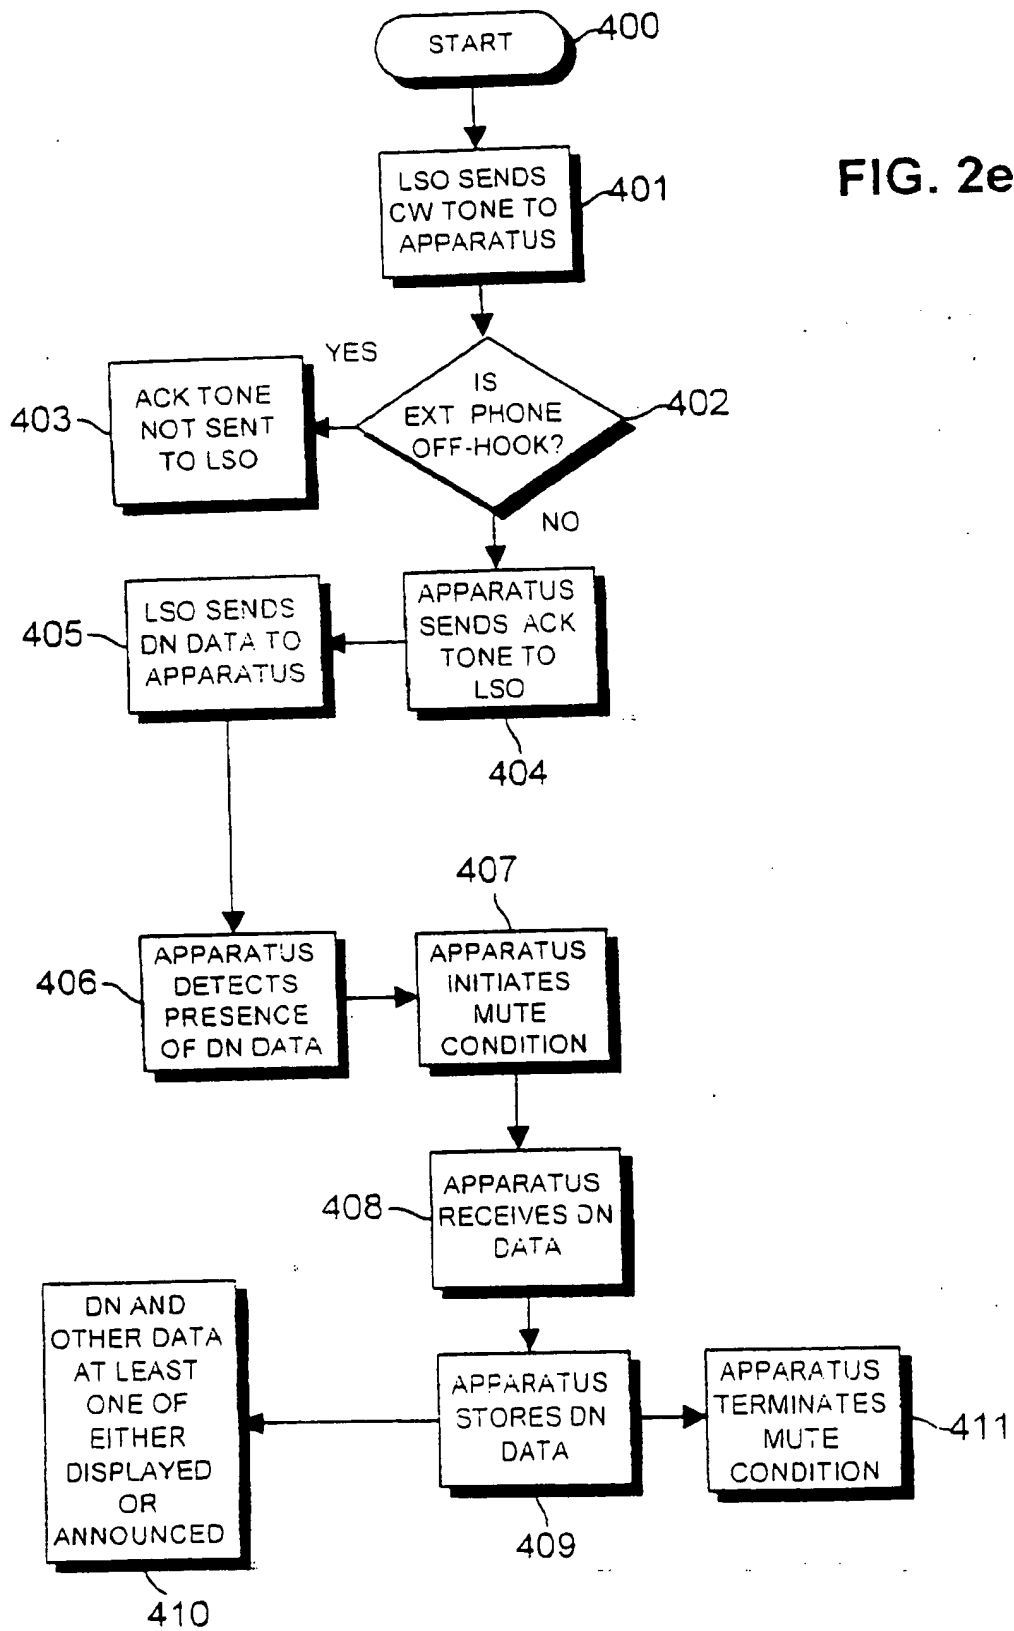 START
400
FIG. 2e
LSO SENDS
CW TONE TO
APPARATUS
401
YES
IS
EXT PHONE
OFF-HOOK?
402
403
ACK TONE
NOT SENT
TO LSO
NO
405
LSO SENDS
DN DATA TO
APPARATUS
APPARATUS
SENDS ACK
TONE TO
LSO
404
407
406
APPARATUS
DETECTS
PRESENCE
OF DN DATA
APPARATUS
INITIATES
MUTE
CONDITION
408
APPARATUS
RECEIVES DN
DATA
DN AND
OTHER DATA
AT LEAST
ONE OF
EITHER
DISPLAYED
OR
ANNOUNCED
410
APPARATUS
STORES DN
DATA
409
APPARATUS
TERMINATES
MUTE
CONDITION
411